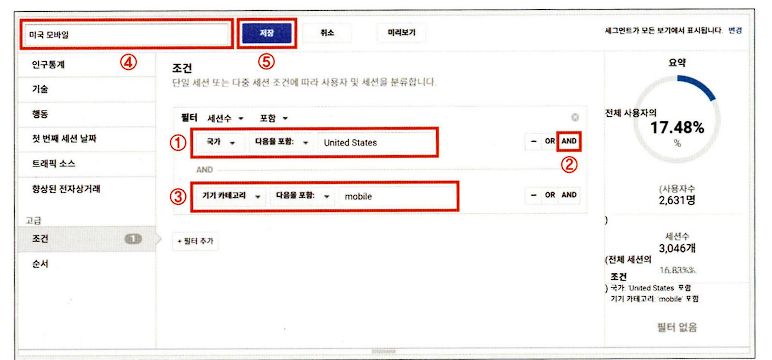 미국 모바일
④
저장
⑤
취소
미리보기
세그먼트가 모든 보기에서 표시됩니다. 변경
인구통계
기술
행동
첫 번째 세션 날짜
트래픽 소스
향상된 전자상거래
고급
조건 1
순서
조건
단일 세션 또는 다중 세션 조건에 따라 사용자 및 세션을 분류합니다.
필터 세션수 포함
① 국가 다음을 포함: United States − OR AND
②
AND
③ 기기 카테고리 다음을 포함: mobile − OR AND
+ 필터 추가
요약
전체 사용자의
17.48%
%
(사용자수
2,631명
)
세션수
3,046개
(전체 세션의
16.83%%
조건
) 국가: 'United States' 포함
기기 카테고리: 'mobile' 포함
필터 없음